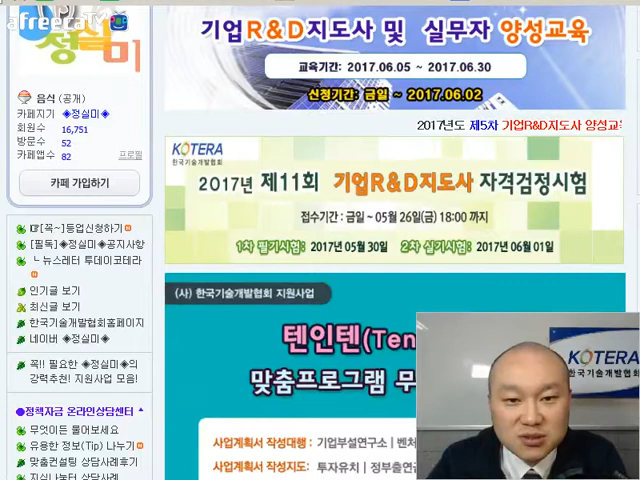 afreecaTV
정실미
음식 (공개)
카페지기 ◈정실미◈
회원수 16,751
방문수 52
카페앱수 82
프로필
카페 가입하기
☞[꼭~]등업신청하기
[필독]◈정실미◈공지사항
┗ 뉴스레터 투데이코테라
인기글 보기
최신글 보기
한국기술개발협회홈페이지
네이버 ◈정실미◈
꼭!! 필요한 ◈정실미◈의
강력추천! 지원사업 모음!
●정책자금 온라인상담센터
무엇이든 물어보세요
유용한 정보(Tip) 나누기
맞춤컨설팅 상담사례후기
지식나눔 상담사례
기업R&D지도사 및 실무자 양성교육
교육기간: 2017.06.05 ~ 2017.06.30
신청기간: 금일 ~ 2017.06.02
2017년도 제5차 기업R&D지도사 양성교육
KOTERA
한국기술개발협회
2017년 제11회 기업R&D지도사 자격검정시험
접수기간 : 금일 ~ 05월 26일(금) 18:00 까지
1차 필기시험: 2017년 05월 30일 2차 실기시험: 2017년 06월 01일
(사) 한국기술개발협회 지원사업
텐인텐(Ten
맞춤프로그램 무
사업계획서 작성대행 : 기업부설연구소 | 벤처
사업계획서 작성지도: 투자유치 | 정부출연
KOTERA
한국기술개발협회